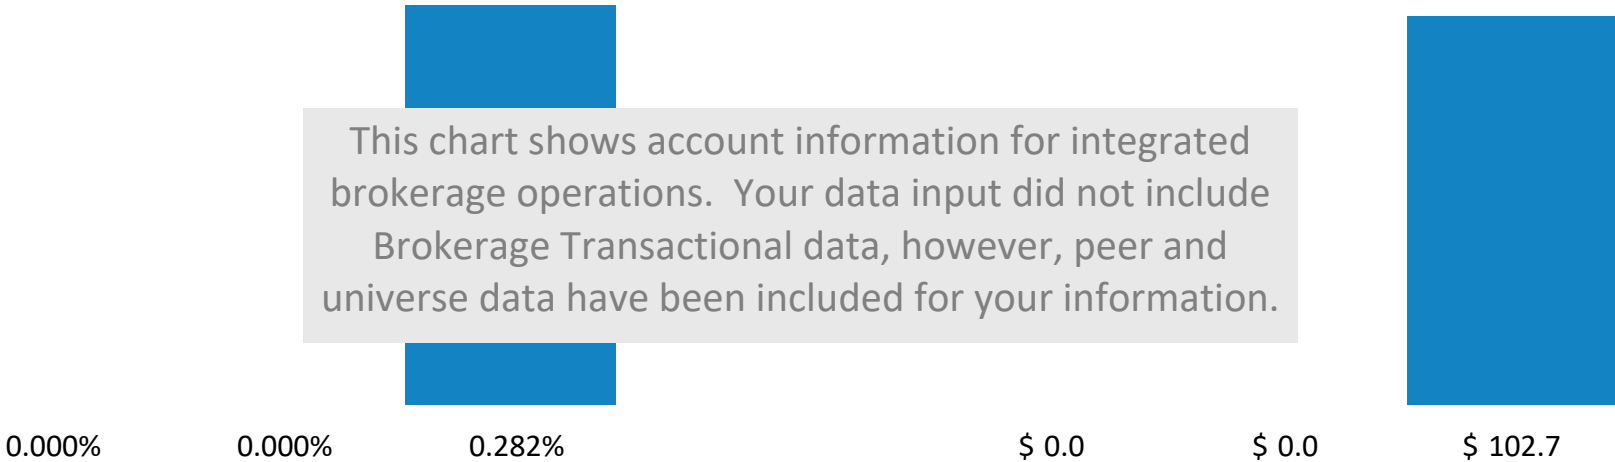 This chart shows account information for integrated
brokerage operations.  Your data input did not include
Brokerage Transactional data, however, peer and
universe data have been included for your information.
0.000% 0.000% 0.282% $ 0.0 $ 0.0 $ 102.7